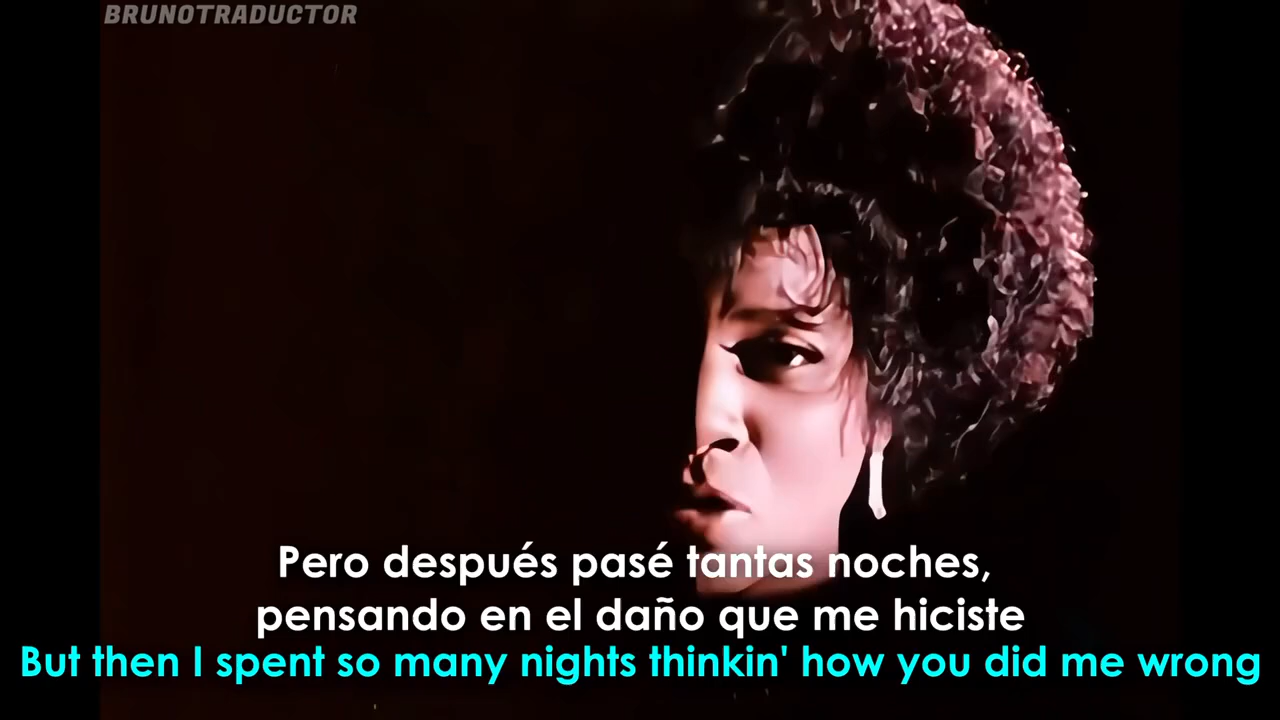 BRUNOTRADUCTOR
Pero después pasé tantas noches,
pensando en el daño que me hiciste
But then I spent so many nights thinkin' how you did me wrong